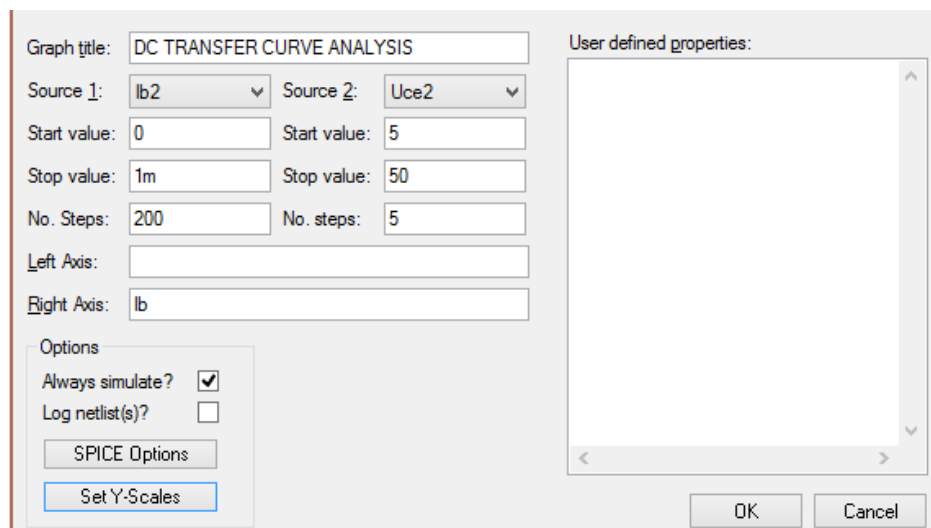 Graph title: DC TRANSFER CURVE ANALYSIS
User defined properties:
Source 1: Ib2 Source 2: Uce2
Start value: 0 Start value: 5
Stop value: 1m Stop value: 50
No. Steps: 200 No. steps: 5
Left Axis:
Right Axis: Ib
Options
Always simulate?
Log netlist(s)?
SPICE Options
Set Y-Scales
OK Cancel